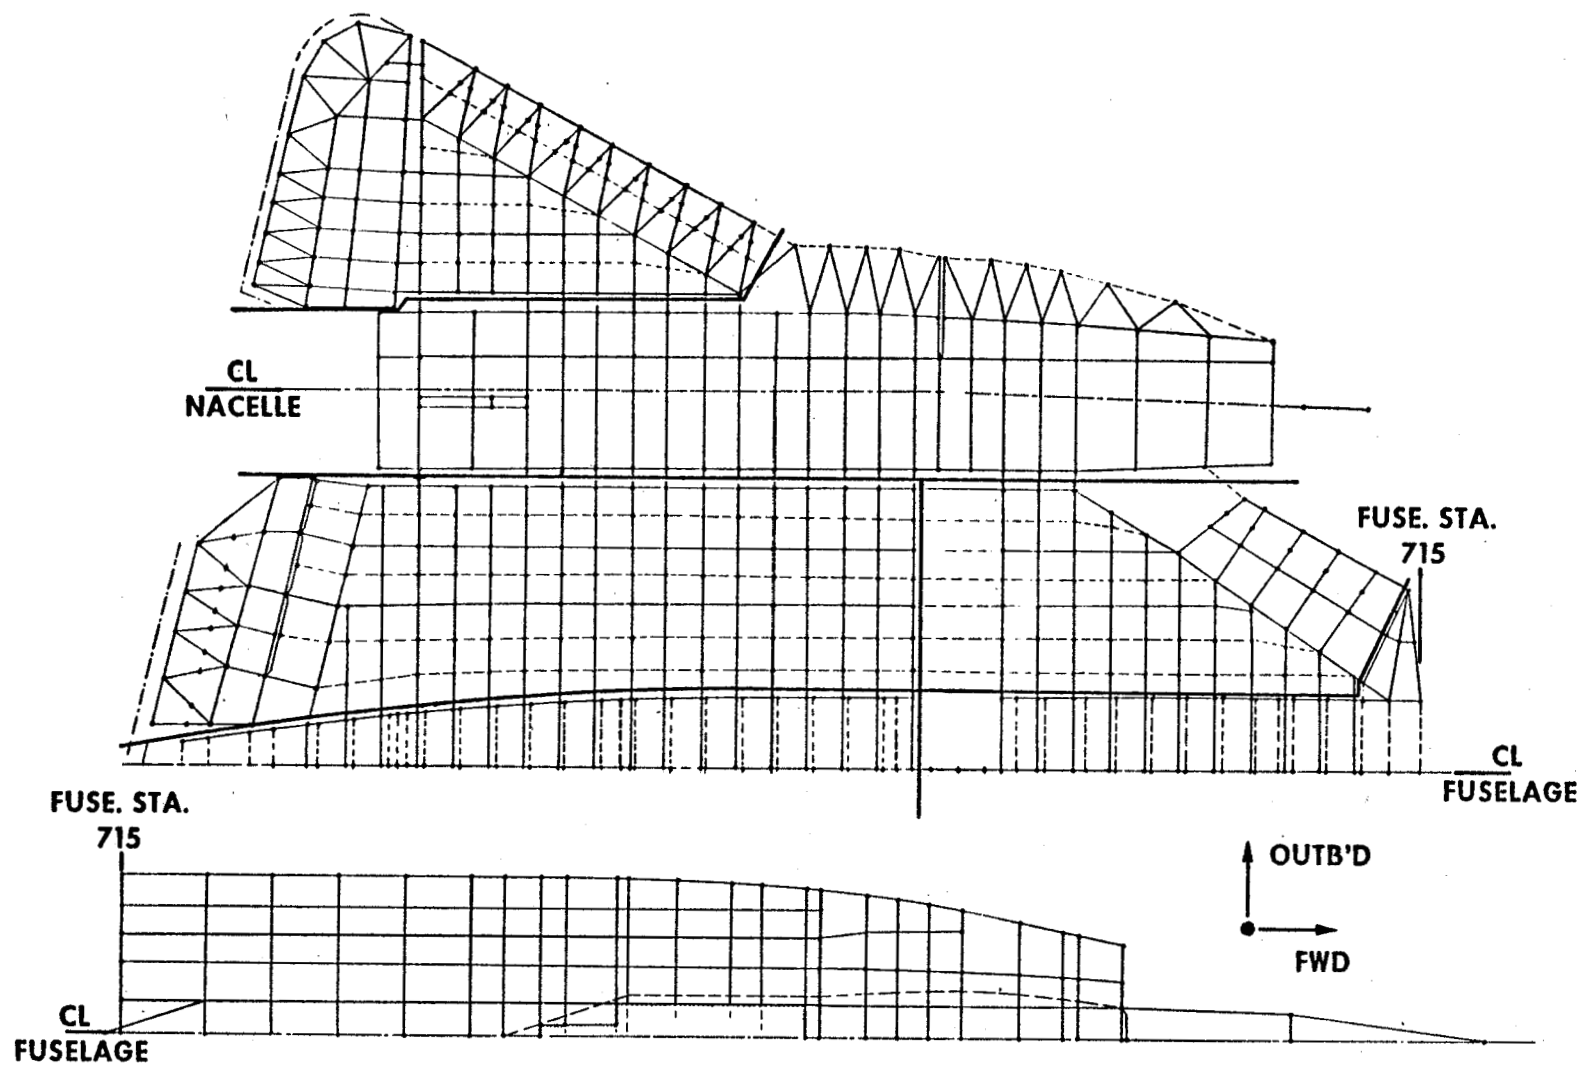 CL
NACELLE
FUSE. STA.
715
CL
FUSELAGE
FUSE. STA.
715
OUTB'D
FWD
CL
FUSELAGE